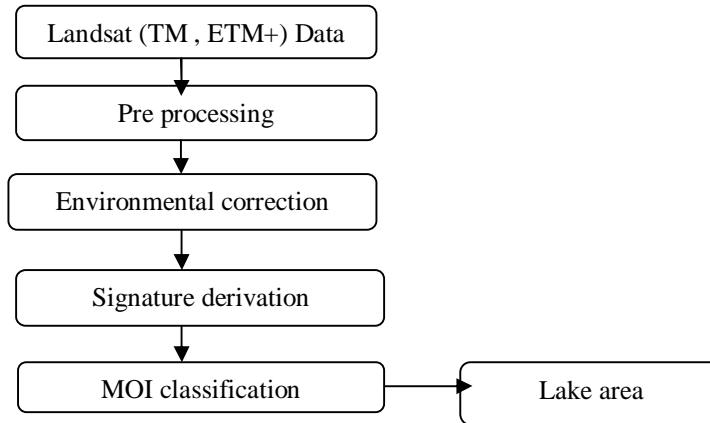 Landsat (TM , ETM+) Data
Pre processing
Environmental correction
Signature derivation
MOI classification
Lake area